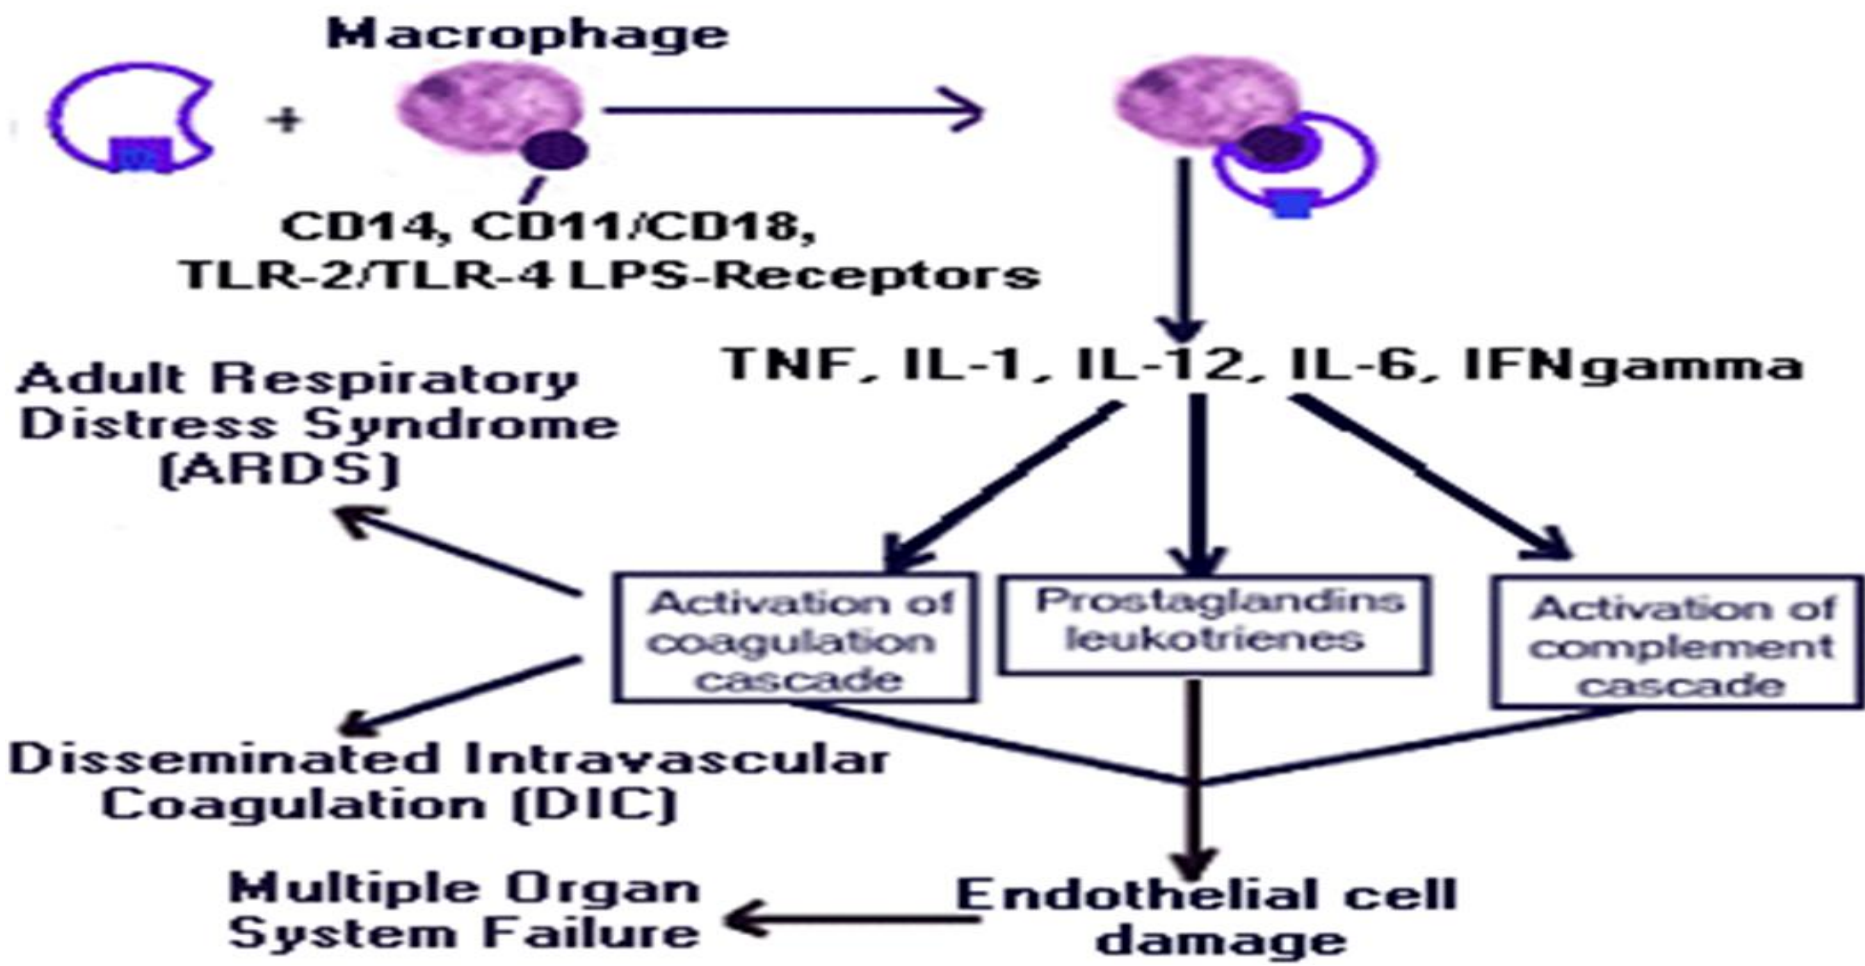 Macrophage
+
CD14, CD11/CD18,
TLR-2/TLR-4 LPS-Receptors
TNF, IL-1, IL-12, IL-6, IFNgamma
Adult Respiratory
Distress Syndrome
(ARDS)
Activation of
coagulation
cascade
Prostaglandins
leukotrienes
Activation of
complement
cascade
Disseminated Intravascular
Coagulation (DIC)
Multiple Organ
System Failure
Endothelial cell
damage